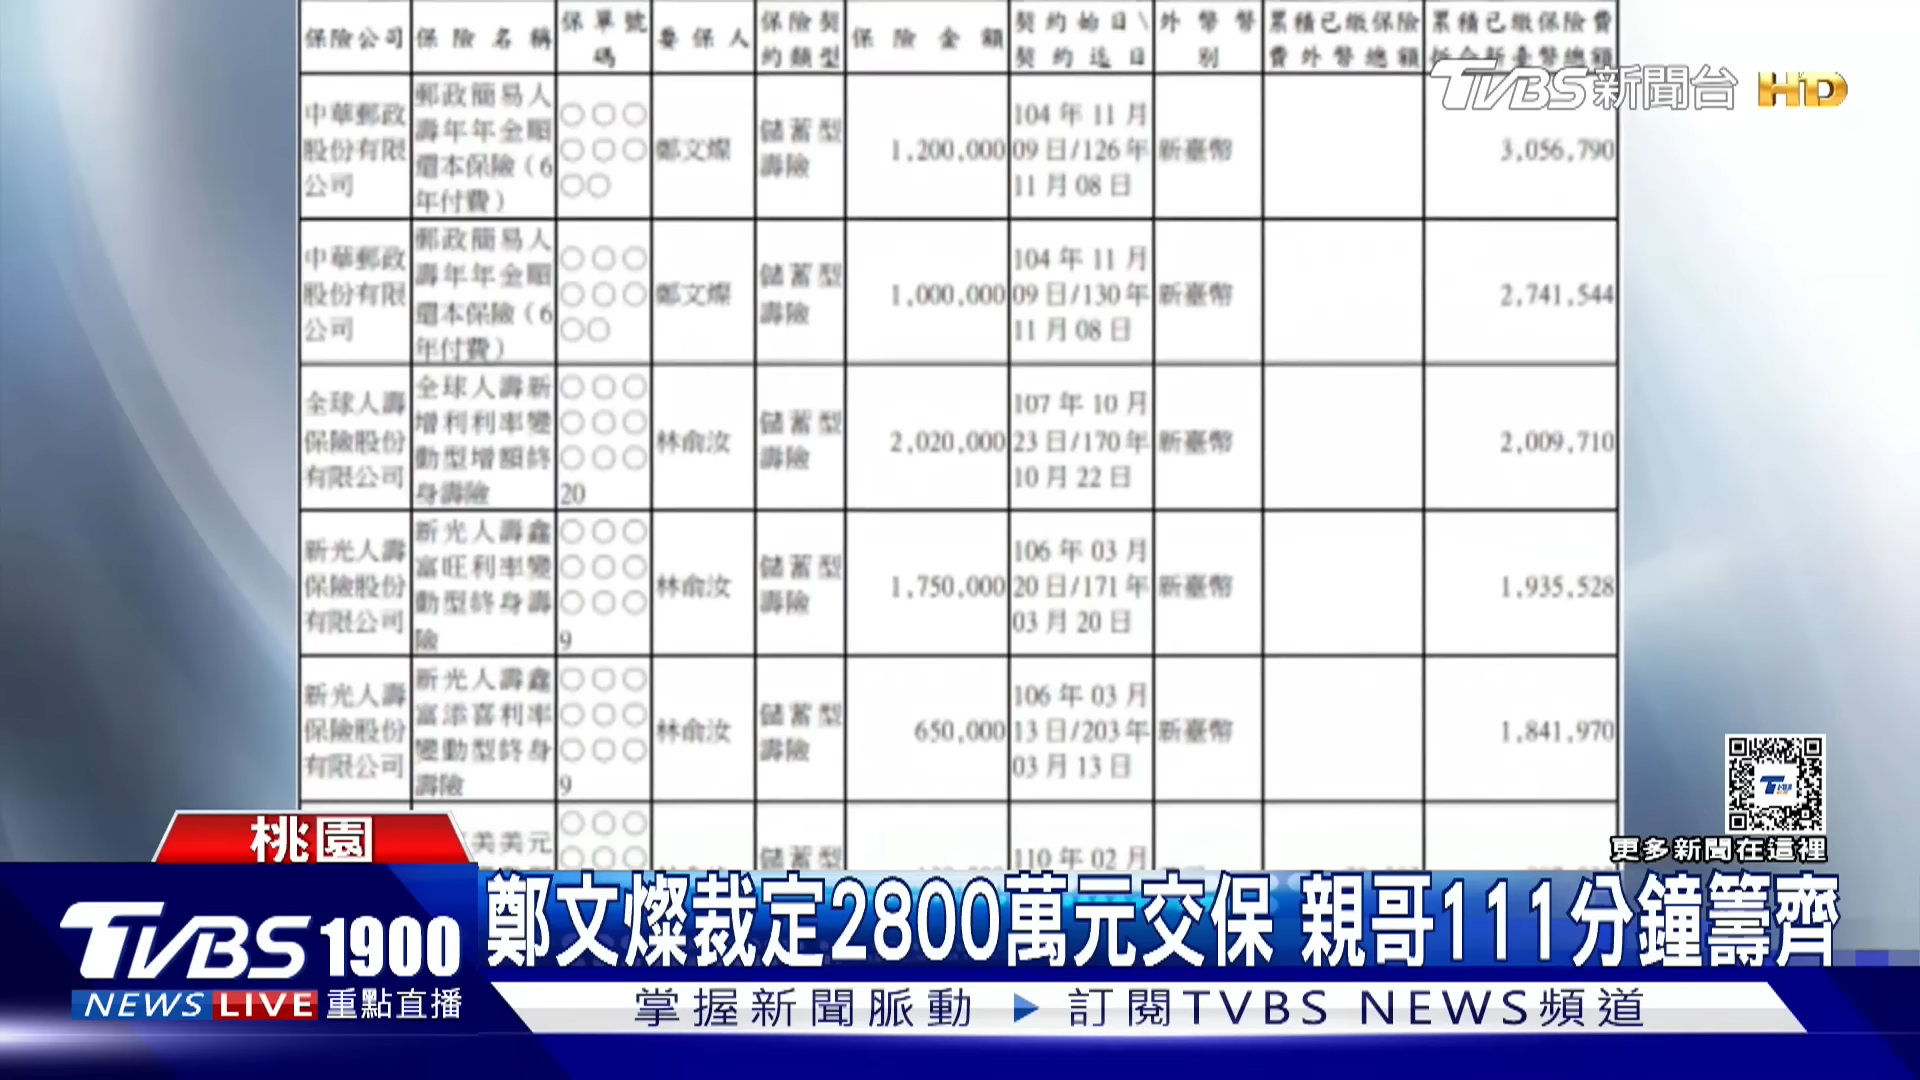 保險公司 保險名稱 保單號碼 要保人 保險契約類型 保險金額 契約始日\契約迄日 外幣幣別 累積已繳保險費外幣總額 累積已繳保險費折合新臺幣總額
TVBS新聞台 HD
中華郵政股份有限公司 郵政簡易人壽年年金賜還本保險(6年付費) ○○○○○○○○ 鄭文燦 儲蓄型壽險 1,200,000 104年11月09日/126年11月08日 新臺幣 3,056,790
中華郵政股份有限公司 郵政簡易人壽年年金賜還本保險(6年付費) ○○○○○○○○ 鄭文燦 儲蓄型壽險 1,000,000 104年11月09日/130年11月08日 新臺幣 2,741,544
全球人壽保險股份有限公司 全球人壽新增利利率變動型增額終身壽險 ○○○○○○○○○20 林俞汝 儲蓄型壽險 2,020,000 107年10月23日/170年10月22日 新臺幣 2,009,710
新光人壽保險股份有限公司 新光人壽鑫富旺利率變動型終身壽險 ○○○○○○○○○9 林俞汝 儲蓄型壽險 1,750,000 106年03月20日/171年03月20日 新臺幣 1,935,528
新光人壽保險股份有限公司 新光人壽鑫富添喜利率變動型終身壽險 ○○○○○○○○○9 林俞汝 儲蓄型壽險 650,000 106年03月13日/203年03月13日 新臺幣 1,841,970
美美元 ○○○○○○ 儲蓄型 110年02月
TVBS
更多新聞在這裡
桃園
鄭文燦裁定2800萬元交保 親哥111分鐘籌齊
TVBS 1900
NEWS LIVE 重點直播
掌握新聞脈動 ▶ 訂閱TVBS NEWS頻道